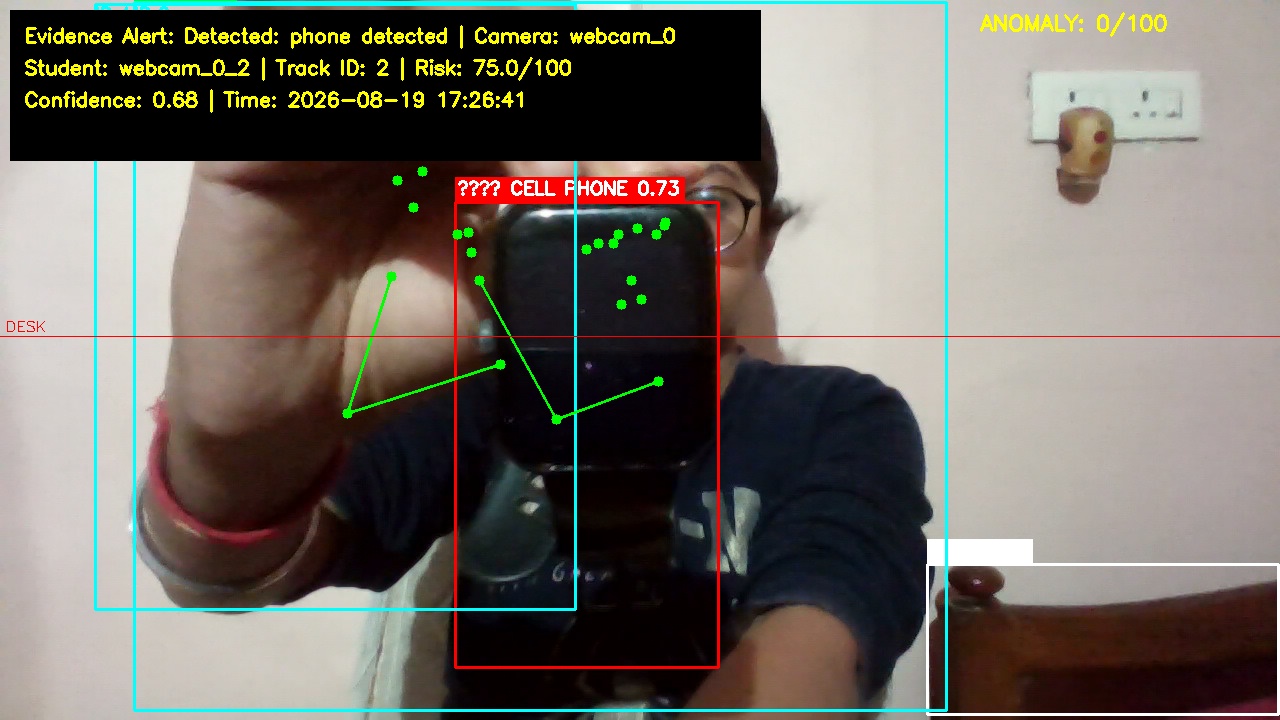 Evidence Alert: Detected: phone detected | Camera: webcam_0
Student: webcam_0_2 | Track ID: 2 | Risk: 75.0/100
Confidence: 0.68 | Time: 2026-08-19 17:26:41
ANOMALY: 0/100
???? CELL PHONE 0.73
DESK
-N